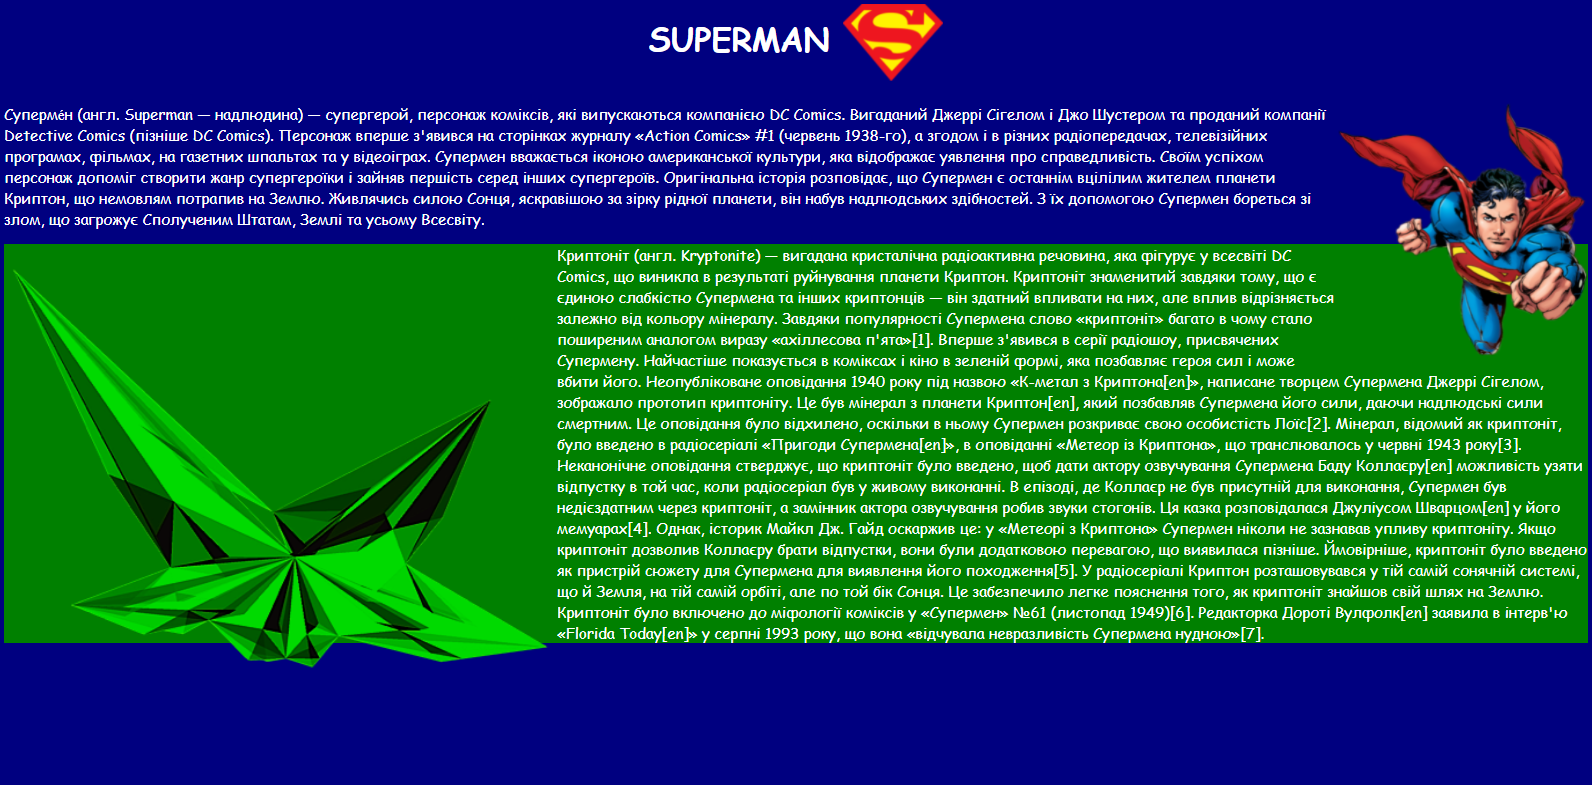 SUPERMAN
Суперме́н (англ. Superman — надлюдина) — супергерой, персонаж коміксів, які випускаються компанією DC Comics. Вигаданий Джеррі Сігелом і Джо Шустером та проданий компанії
Detective Comics (пізніше DC Comics). Персонаж вперше з'явився на сторінках журналу «Action Comics» #1 (червень 1938-го), а згодом і в різних радіопередачах, телевізійних
програмах, фільмах, на газетних шпальтах та у відеоіграх. Супермен вважається іконою американської культури, яка відображає уявлення про справедливість. Своїм успіхом
персонаж допоміг створити жанр супергероїки і зайняв першість серед інших супергероїв. Оригінальна історія розповідає, що Супермен є останнім вцілілим жителем планети
Криптон, що немовлям потрапив на Землю. Живлячись силою Сонця, яскравішою за зірку рідної планети, він набув надлюдських здібностей. З їх допомогою Супермен бореться зі
злом, що загрожує Сполученим Штатам, Землі та усьому Всесвіту.
Криптоніт (англ. Kryptonite) — вигадана кристалічна радіоактивна речовина, яка фігурує у всесвіті DC
Comics, що виникла в результаті руйнування планети Криптон. Криптоніт знаменитий завдяки тому, що є
єдиною слабкістю Супермена та інших криптонців — він здатний впливати на них, але вплив відрізняється
залежно від кольору мінералу. Завдяки популярності Супермена слово «криптоніт» багато в чому стало
поширеним аналогом виразу «ахіллесова п'ята»[1]. Вперше з'явився в серії радіошоу, присвячених
Супермену. Найчастіше показується в коміксах і кіно в зеленій формі, яка позбавляє героя сил і може
вбити його. Неопубліковане оповідання 1940 року під назвою «К-метал з Криптона[en]», написане творцем Супермена Джеррі Сігелом,
зображало прототип криптоніту. Це був мінерал з планети Криптон[en], який позбавляв Супермена його сили, даючи надлюдські сили
смертним. Це оповідання було відхилено, оскільки в ньому Супермен розкриває свою особистість Лоїс[2]. Мінерал, відомий як криптоніт,
було введено в радіосеріалі «Пригоди Супермена[en]», в оповіданні «Метеор із Криптона», що транслювалось у червні 1943 року[3].
Неканонічне оповідання стверджує, що криптоніт було введено, щоб дати актору озвучування Супермена Баду Коллаєру[en] можливість узяти
відпустку в той час, коли радіосеріал був у живому виконанні. В епізоді, де Коллаєр не був присутній для виконання, Супермен був
недієздатним через криптоніт, а замінник актора озвучування робив звуки стогонів. Ця казка розповідалася Джуліусом Шварцом[en] у його
мемуарах[4]. Однак, історик Майкл Дж. Гайд оскаржив це: у «Метеорі з Криптона» Супермен ніколи не зазнавав упливу криптоніту. Якщо
криптоніт дозволив Коллаєру брати відпустки, вони були додатковою перевагою, що виявилася пізніше. Ймовірніше, криптоніт було введено
як пристрій сюжету для Супермена для виявлення його походження[5]. У радіосеріалі Криптон розташовувався у тій самій сонячній системі,
що й Земля, на тій самій орбіті, але по той бік Сонця. Це забезпечило легке пояснення того, як криптоніт знайшов свій шлях на Землю.
Криптоніт було включено до міфології коміксів у «Супермен» №61 (листопад 1949)[6]. Редакторка Дороті Вулфолк[en] заявила в інтерв'ю
«Florida Today[en]» у серпні 1993 року, що вона «відчувала невразливість Супермена нудною»[7].